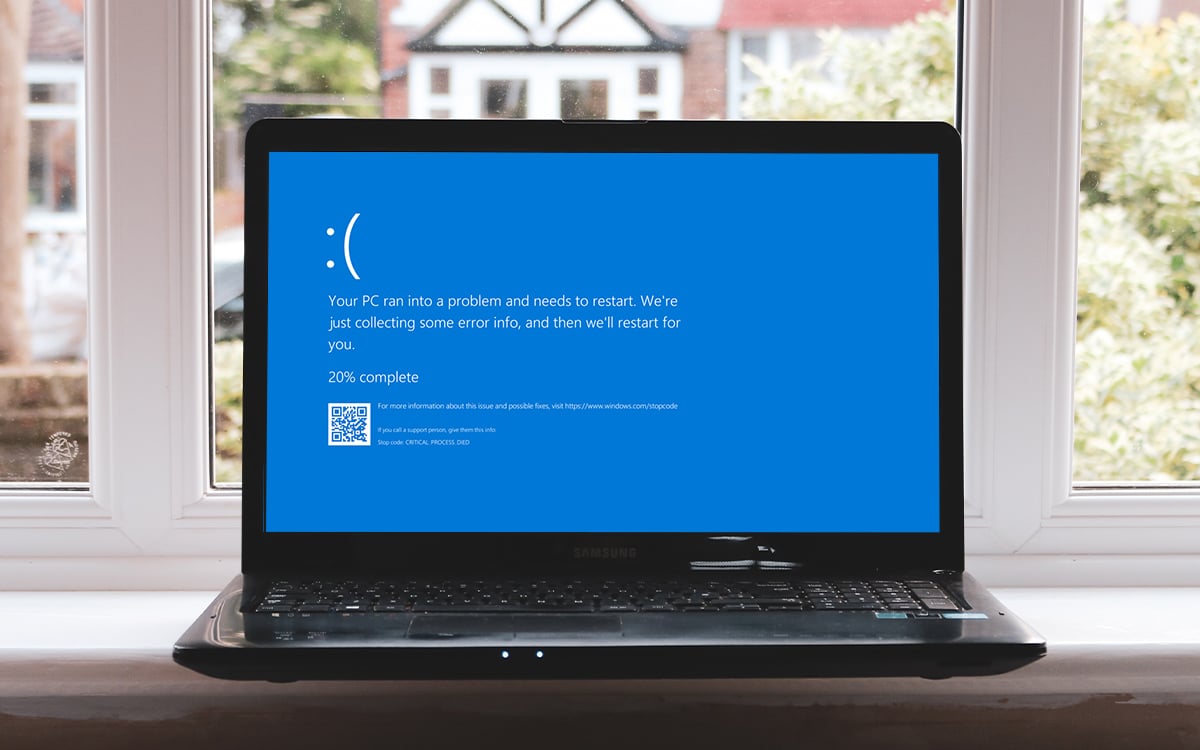 :(
Your PC ran into a problem and needs to restart. We're
just collecting some error info, and then we'll restart for
you.
20% complete
For more information about this issue and possible fixes, visit https://www.windows.com/stopcode
If you call a support person, give them this info:
Stop code: CRITICAL_PROCESS_DIED
SAMSUNG